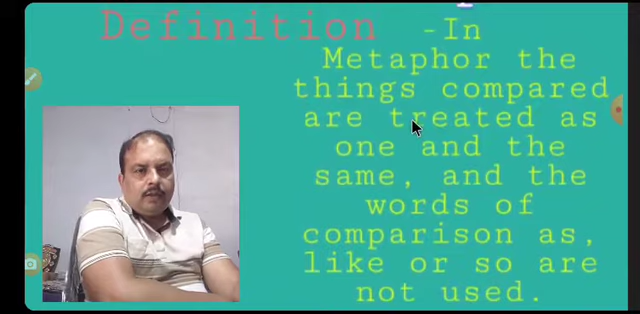 Definition -In
Metaphor the
things compared
are treated as
one and the
same, and the
words of
comparison as,
like or so are
not used.